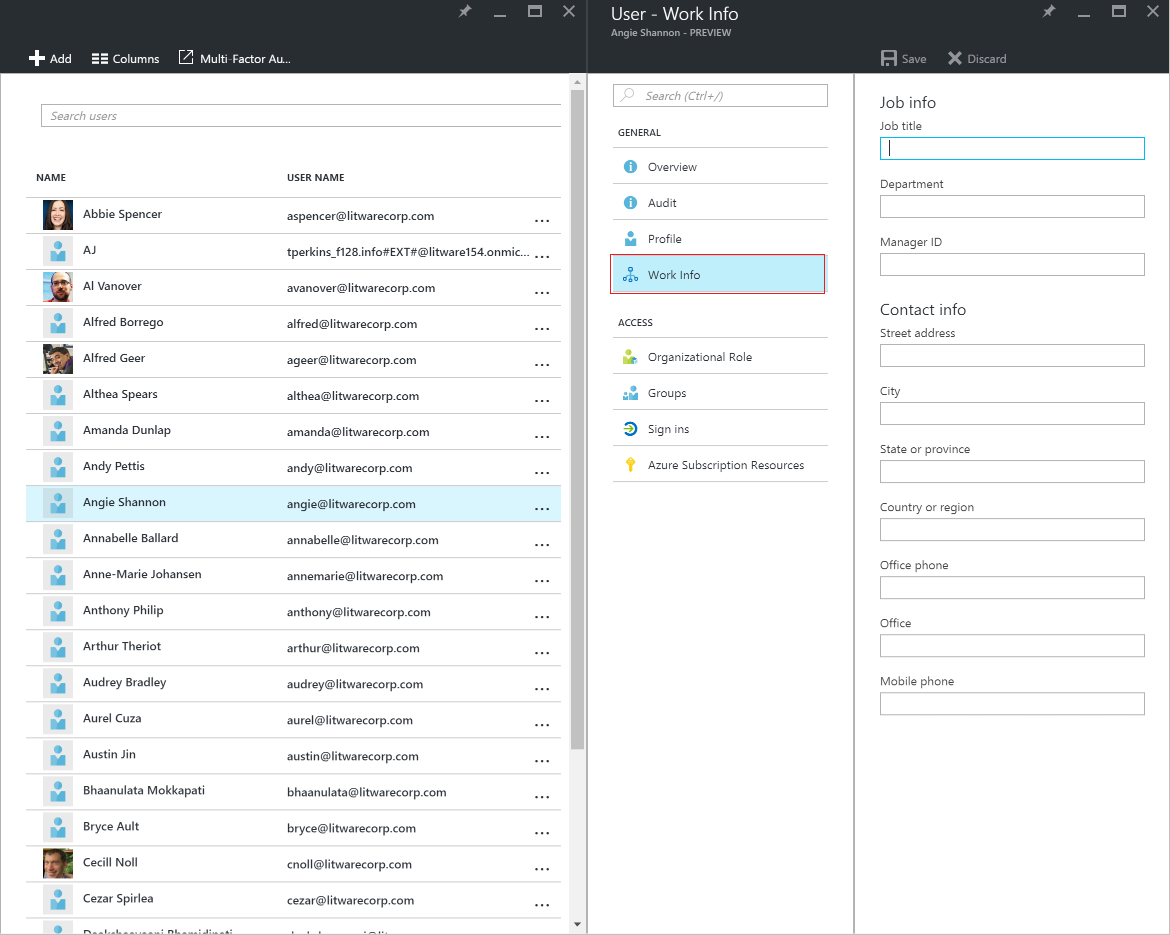 Add Columns Multi-Factor Au...
Search users
NAME USER NAME
Abbie Spencer aspencer@litwarecorp.com ...
AJ tperkins_f128.info#EXT#@litware154.onmic... ...
Al Vanover avanover@litwarecorp.com ...
Alfred Borrego alfred@litwarecorp.com ...
Alfred Geer ageer@litwarecorp.com ...
Althea Spears althea@litwarecorp.com ...
Amanda Dunlap amanda@litwarecorp.com ...
Andy Pettis andy@litwarecorp.com ...
Angie Shannon angie@litwarecorp.com ...
Annabelle Ballard annabelle@litwarecorp.com ...
Anne-Marie Johansen annemarie@litwarecorp.com ...
Anthony Philip anthony@litwarecorp.com ...
Arthur Theriot arthur@litwarecorp.com ...
Audrey Bradley audrey@litwarecorp.com ...
Aurel Cuza aurel@litwarecorp.com ...
Austin Jin austin@litwarecorp.com ...
Bhaanulata Mokkapati bhaanulata@litwarecorp.com ...
Bryce Ault bryce@litwarecorp.com ...
Cecill Noll cnoll@litwarecorp.com ...
Cezar Spirlea cezar@litwarecorp.com ...
User - Work Info
Angie Shannon - PREVIEW
Search (Ctrl+/)
GENERAL
Overview
Audit
Profile
Work Info
ACCESS
Organizational Role
Groups
Sign ins
Azure Subscription Resources
Save Discard
Job info
Job title
Department
Manager ID
Contact info
Street address
City
State or province
Country or region
Office phone
Office
Mobile phone